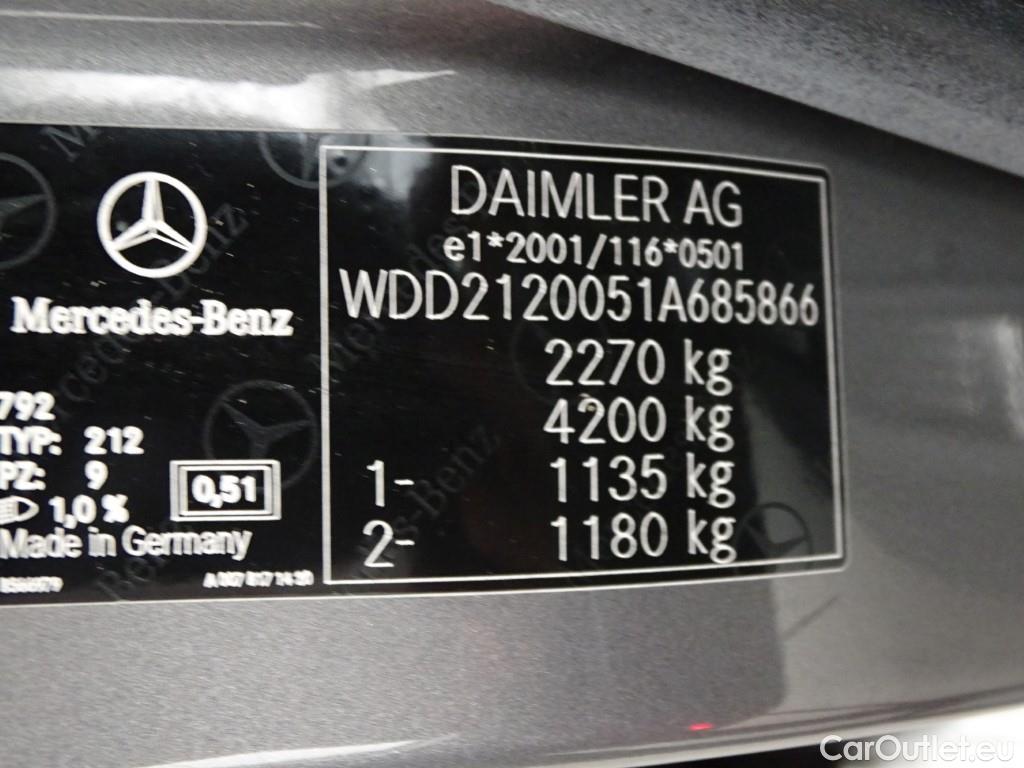 Mercedes-Benz
792
TYP: 212
PZ: 9
1,0 %
0,51
Made in Germany
DAIMLER AG
e1*2001/116*0501
WDD2120051A685866
2270 kg
4200 kg
1- 1135 kg
2- 1180 kg
CarOutlet.eu